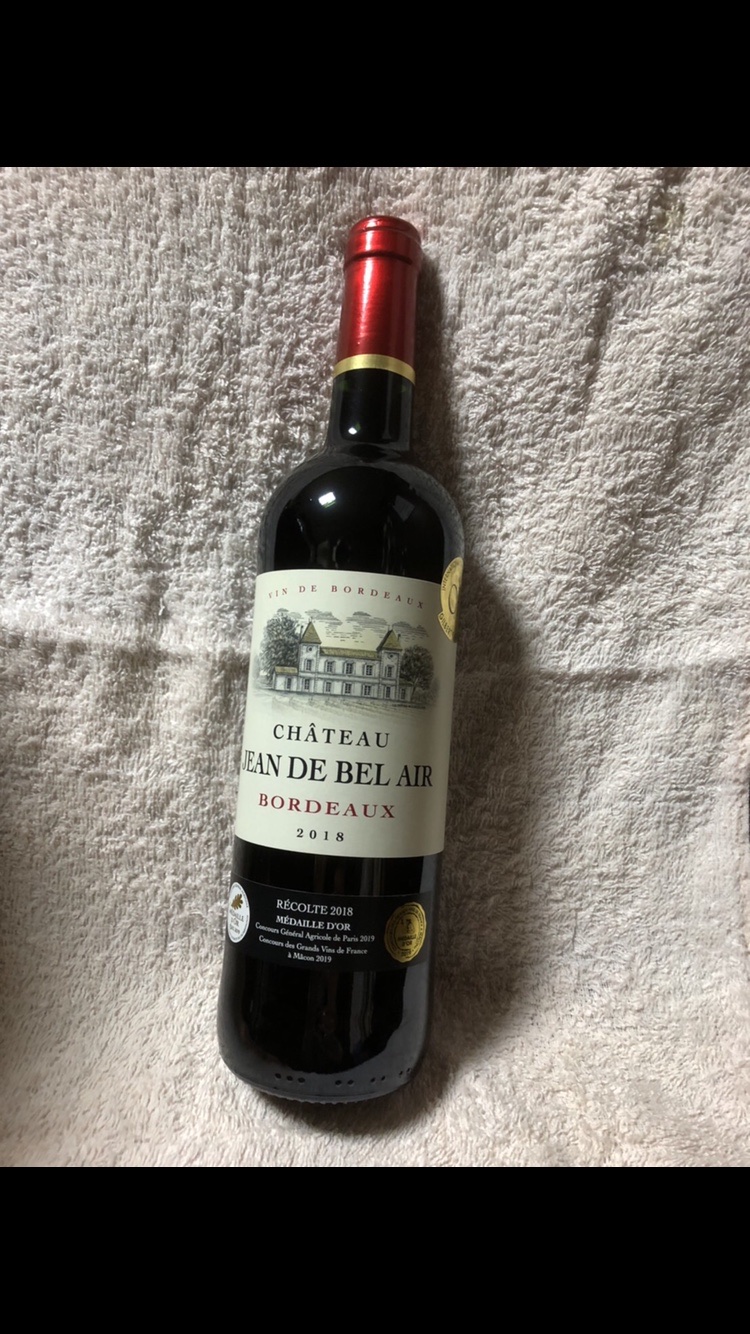 VIN DE BORDEAUX
CHÂTEAU
JEAN DE BEL AIR
BORDEAUX
2018
RÉCOLTE 2018
MÉDAILLE D'OR
Concours Général Agricole de Paris 2019
Concours des Grands Vins de France
à Mâcon 2019